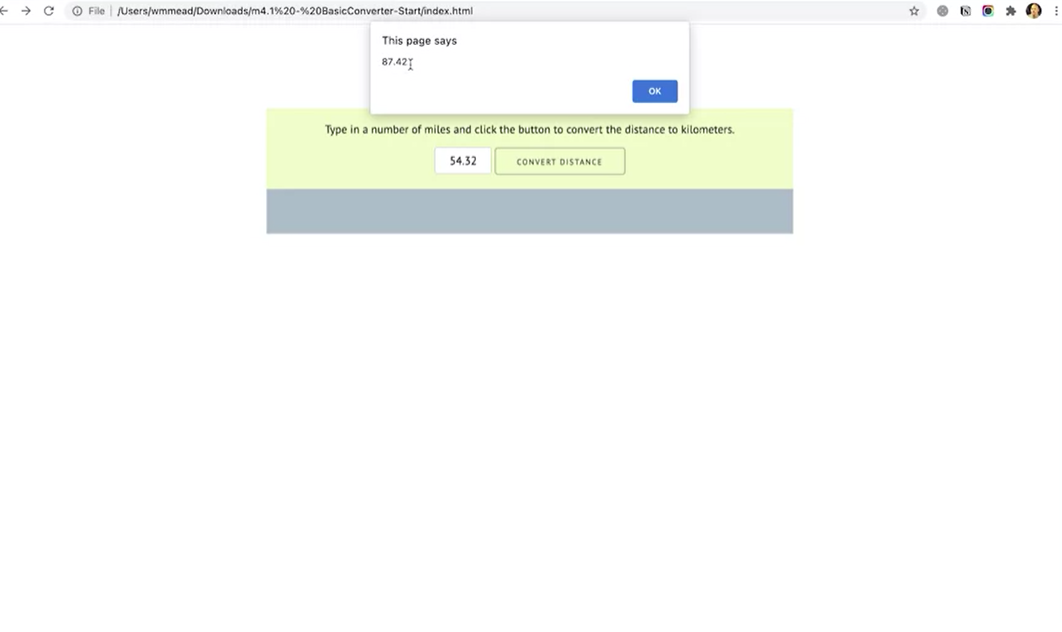 File /Users/wmmead/Downloads/m4.1%20-%20BasicConverter-Start/index.html
This page says
87.42
OK
Type in a number of miles and click the button to convert the distance to kilometers.
54.32 CONVERT DISTANCE